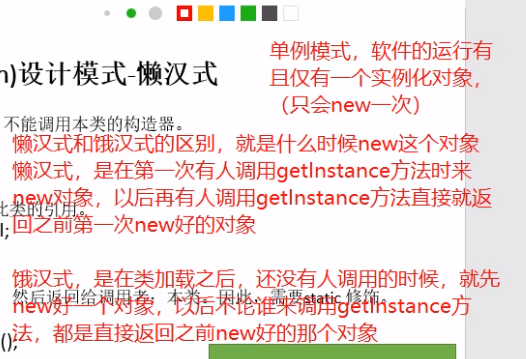 n)设计模式-懒汉式
单例模式，软件的运行有
且仅有一个实例化对象，
（只会new一次）
不能调用本类的构造器。
懒汉式和饿汉式的区别，就是什么时候new这个对象
懒汉式，是在第一次有人调用getInstance方法时来
new对象，以后再有人调用getInstance方法直接就返
此类的引用。
回之前第一次new好的对象
l;
饿汉式，是在类加载之后，还没有人调用的时候，就先
然后返回给调用者：本类。因此，需要static 修饰。
new好一个对象，以后不论谁来调用getInstance方
法，都是直接返回之前new好的那个对象
();